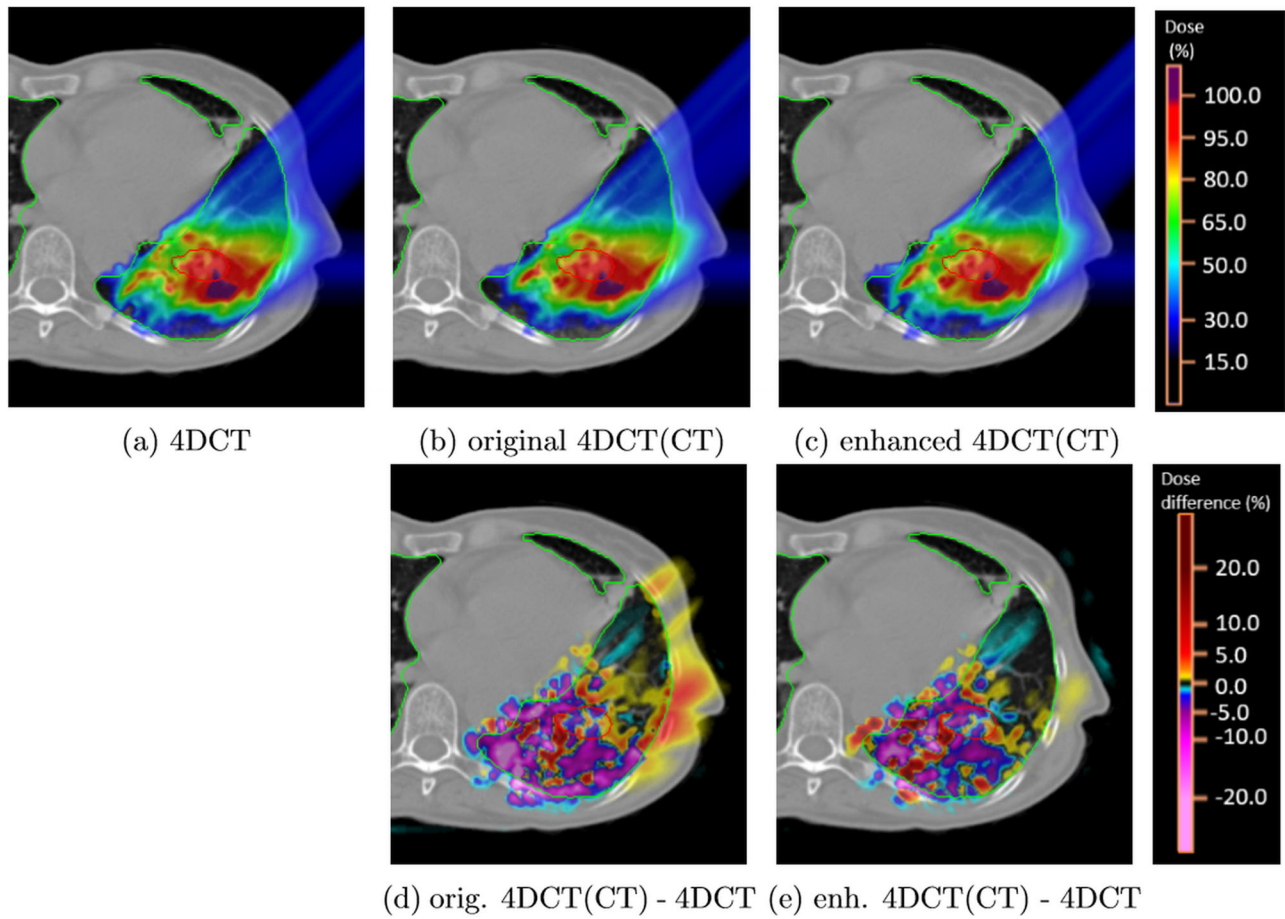 Dose
(%)
100.0
95.0
80.0
65.0
50.0
30.0
15.0
(a) 4DCT
(b) original 4DCT(CT)
(c) enhanced 4DCT(CT)
Dose
difference (%)
20.0
10.0
5.0
0.0
-5.0
-10.0
-20.0
(d) orig. 4DCT(CT) - 4DCT
(e) enh. 4DCT(CT) - 4DCT